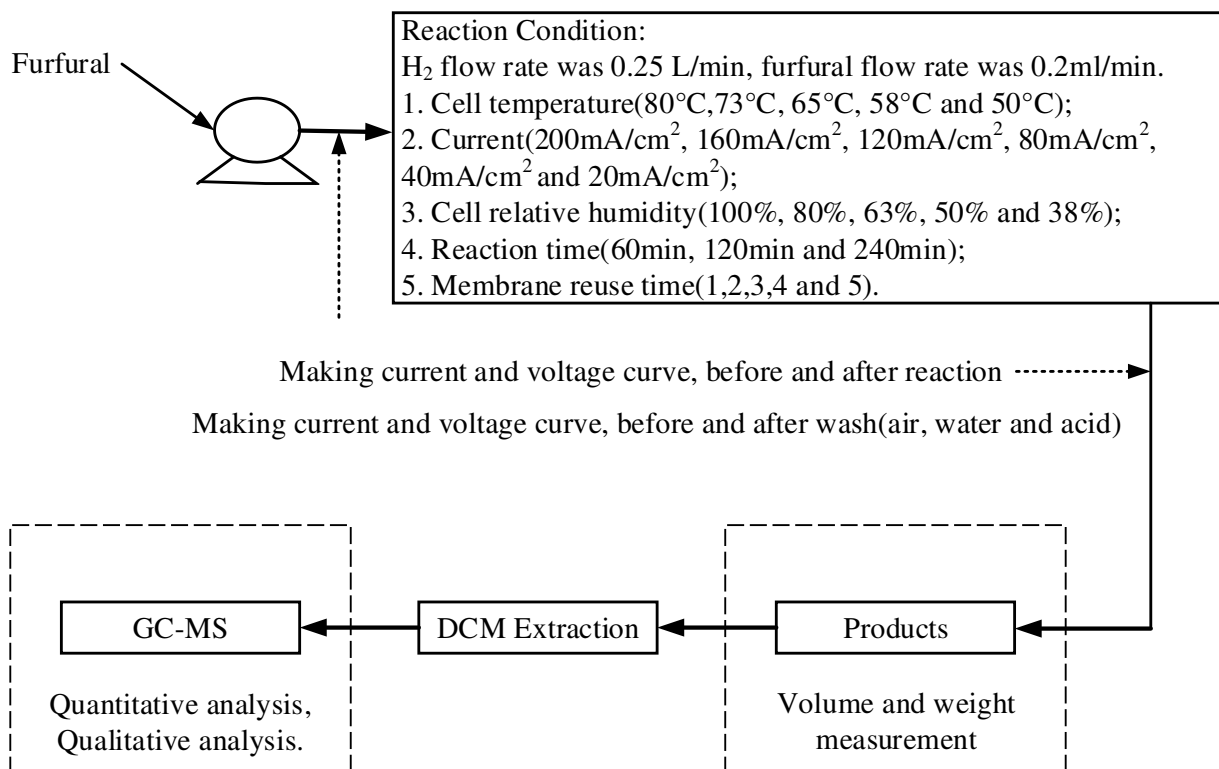 Furfural
Reaction Condition:
H₂ flow rate was 0.25 L/min, furfural flow rate was 0.2ml/min.
1. Cell temperature(80°C,73°C, 65°C, 58°C and 50°C);
2. Current(200mA/cm², 160mA/cm², 120mA/cm², 80mA/cm²,
40mA/cm² and 20mA/cm²);
3. Cell relative humidity(100%, 80%, 63%, 50% and 38%);
4. Reaction time(60min, 120min and 240min);
5. Membrane reuse time(1,2,3,4 and 5).
Making current and voltage curve, before and after reaction
Making current and voltage curve, before and after wash(air, water and acid)
GC-MS
DCM Extraction
Products
Quantitative analysis,
Qualitative analysis.
Volume and weight
measurement